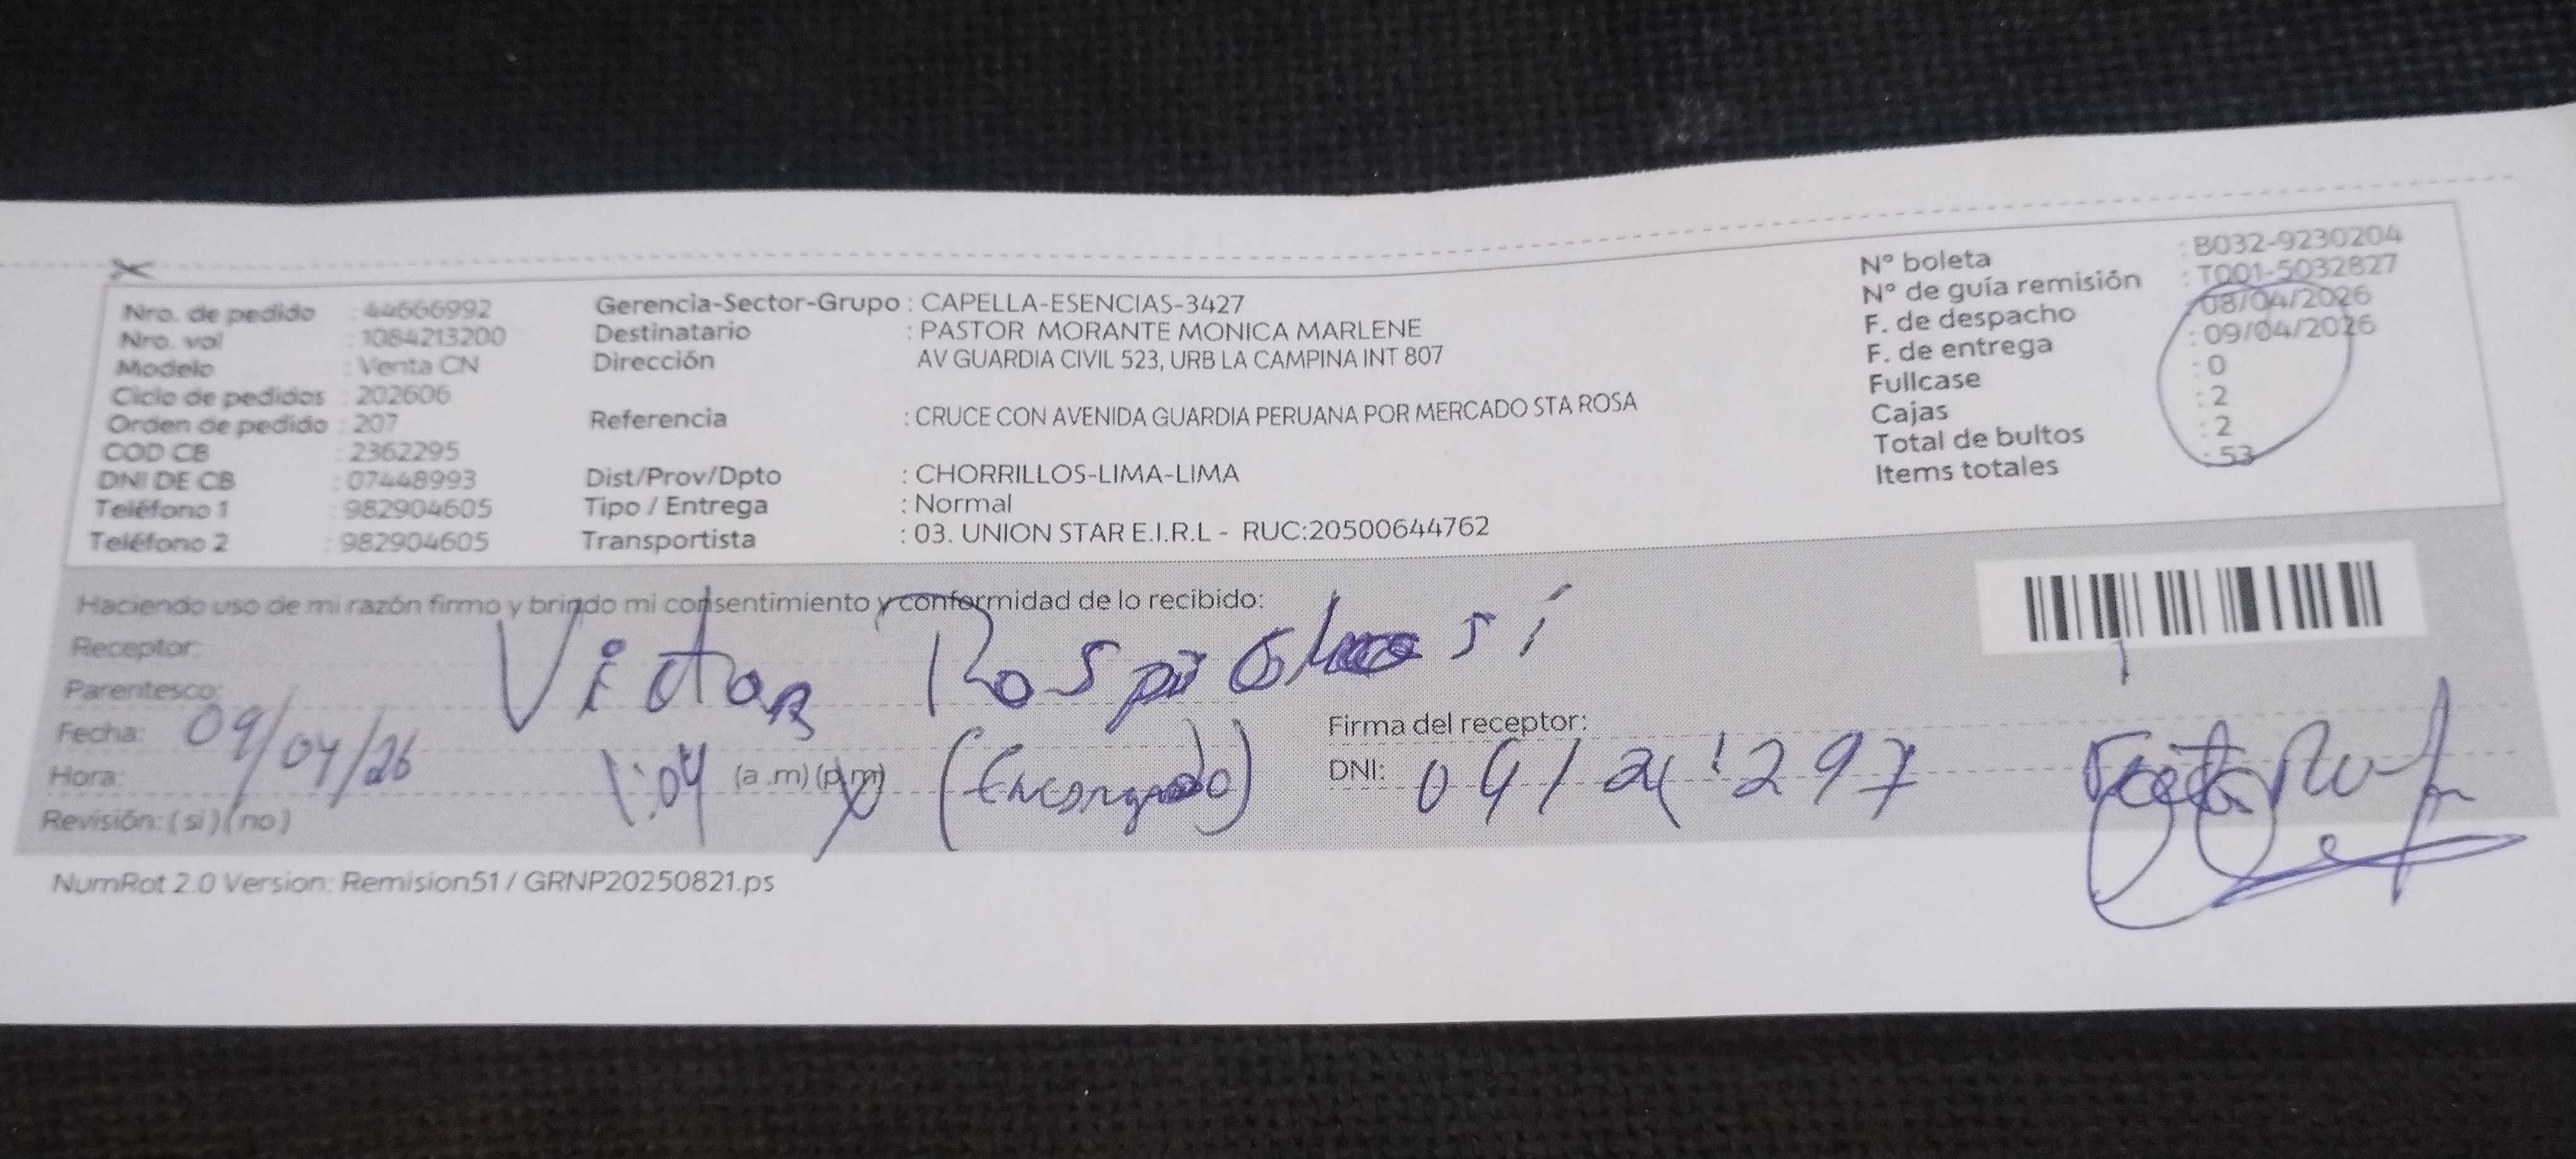 Nro. de pedido : 44666992
Nro. vol : 1084213200
Modelo : Venta CN
Ciclo de pedidos : 202606
Orden de pedido : 207
COD CB : 2362295
DNI DE CB : 07448993
Teléfono 1 : 982904605
Teléfono 2 : 982904605
Gerencia-Sector-Grupo : CAPELLA-ESENCIAS-3427
Destinatario : PASTOR MORANTE MONICA MARLENE
Dirección AV GUARDIA CIVIL 523, URB LA CAMPINA INT 807
Referencia : CRUCE CON AVENIDA GUARDIA PERUANA POR MERCADO STA ROSA
Dist/Prov/Dpto : CHORRILLOS-LIMA-LIMA
Tipo / Entrega : Normal
Transportista : 03. UNION STAR E.I.R.L - RUC:20500644762
N° boleta : B032-9230204
N° de guía remisión : T001-5032827
F. de despacho : 08/04/2026
F. de entrega : 09/04/2026
Fullcase : 0
Cajas : 2
Total de bultos : 2
Items totales : 53
Haciendo uso de mi razón firmo y brindo mi consentimiento y conformidad de lo recibido:
Receptor: Victor
Parentesco:
Fecha: 09/04/26
Hora: 1:04 (a.m) (p.m) (Encargado)
Revisión: (si) (no)
Firma del receptor:
DNI:
NumRot 2.0 Version: Remision51 / GRNP20250821.ps